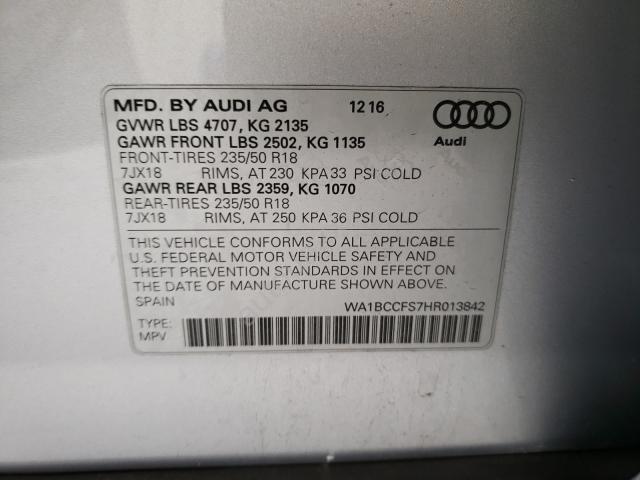 MFD. BY AUDI AG 12 16
GVWR LBS 4707, KG 2135
GAWR FRONT LBS 2502, KG 1135
FRONT-TIRES 235/50 R18
7JX18 RIMS, AT 230 KPA 33 PSI COLD
GAWR REAR LBS 2359, KG 1070
REAR-TIRES 235/50 R18
7JX18 RIMS, AT 250 KPA 36 PSI COLD
Audi
THIS VEHICLE CONFORMS TO ALL APPLICABLE
U.S. FEDERAL MOTOR VEHICLE SAFETY AND
THEFT PREVENTION STANDARDS IN EFFECT ON
THE DATE OF MANUFACTURE SHOWN ABOVE.
SPAIN WA1BCCFS7HR013842
TYPE:
MPV